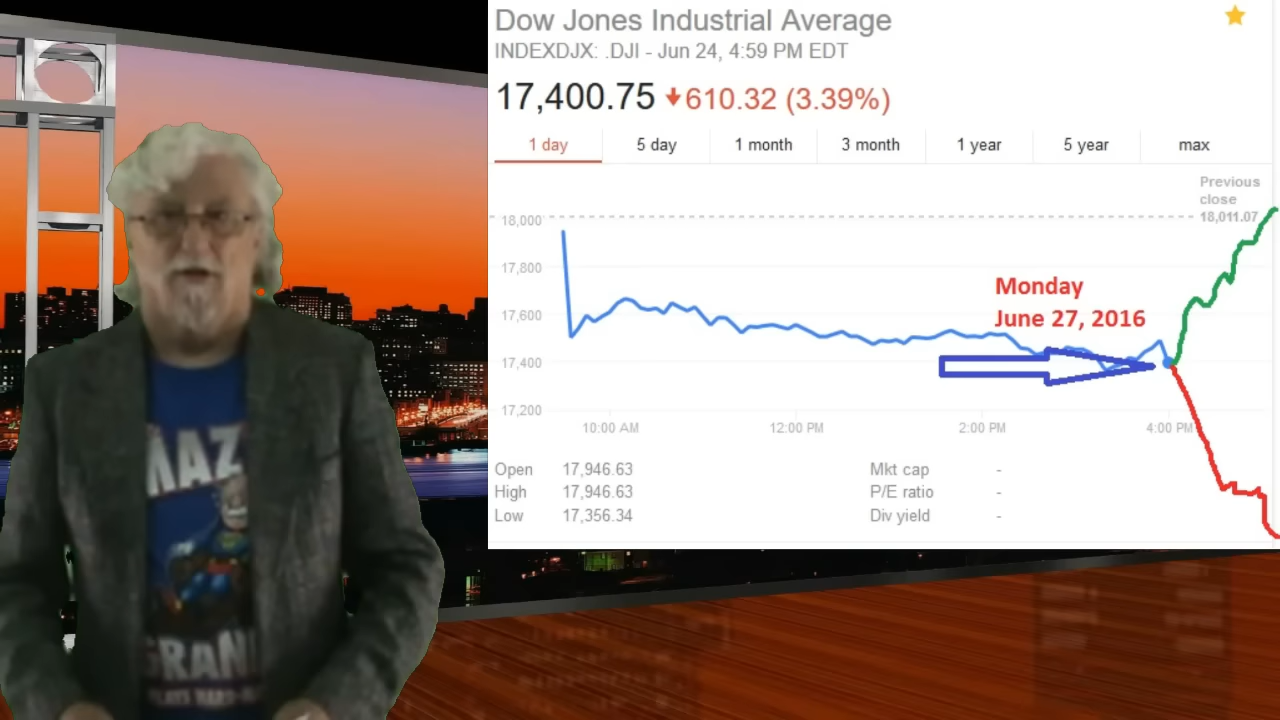 Dow Jones Industrial Average
INDEXDJX: .DJI - Jun 24, 4:59 PM EDT
17,400.75 610.32 (3.39%)
1 day 5 day 1 month 3 month 1 year 5 year max
Previous
close
18,011.07
18,000
17,800
Monday
June 27, 2016
17,600
17,400
17,200
10:00 AM 12:00 PM 2:00 PM 4:00 PM
Open 17,946.63 Mkt cap -
High 17,946.63 P/E ratio -
Low 17,356.34 Div yield -
MAZ
GRAN